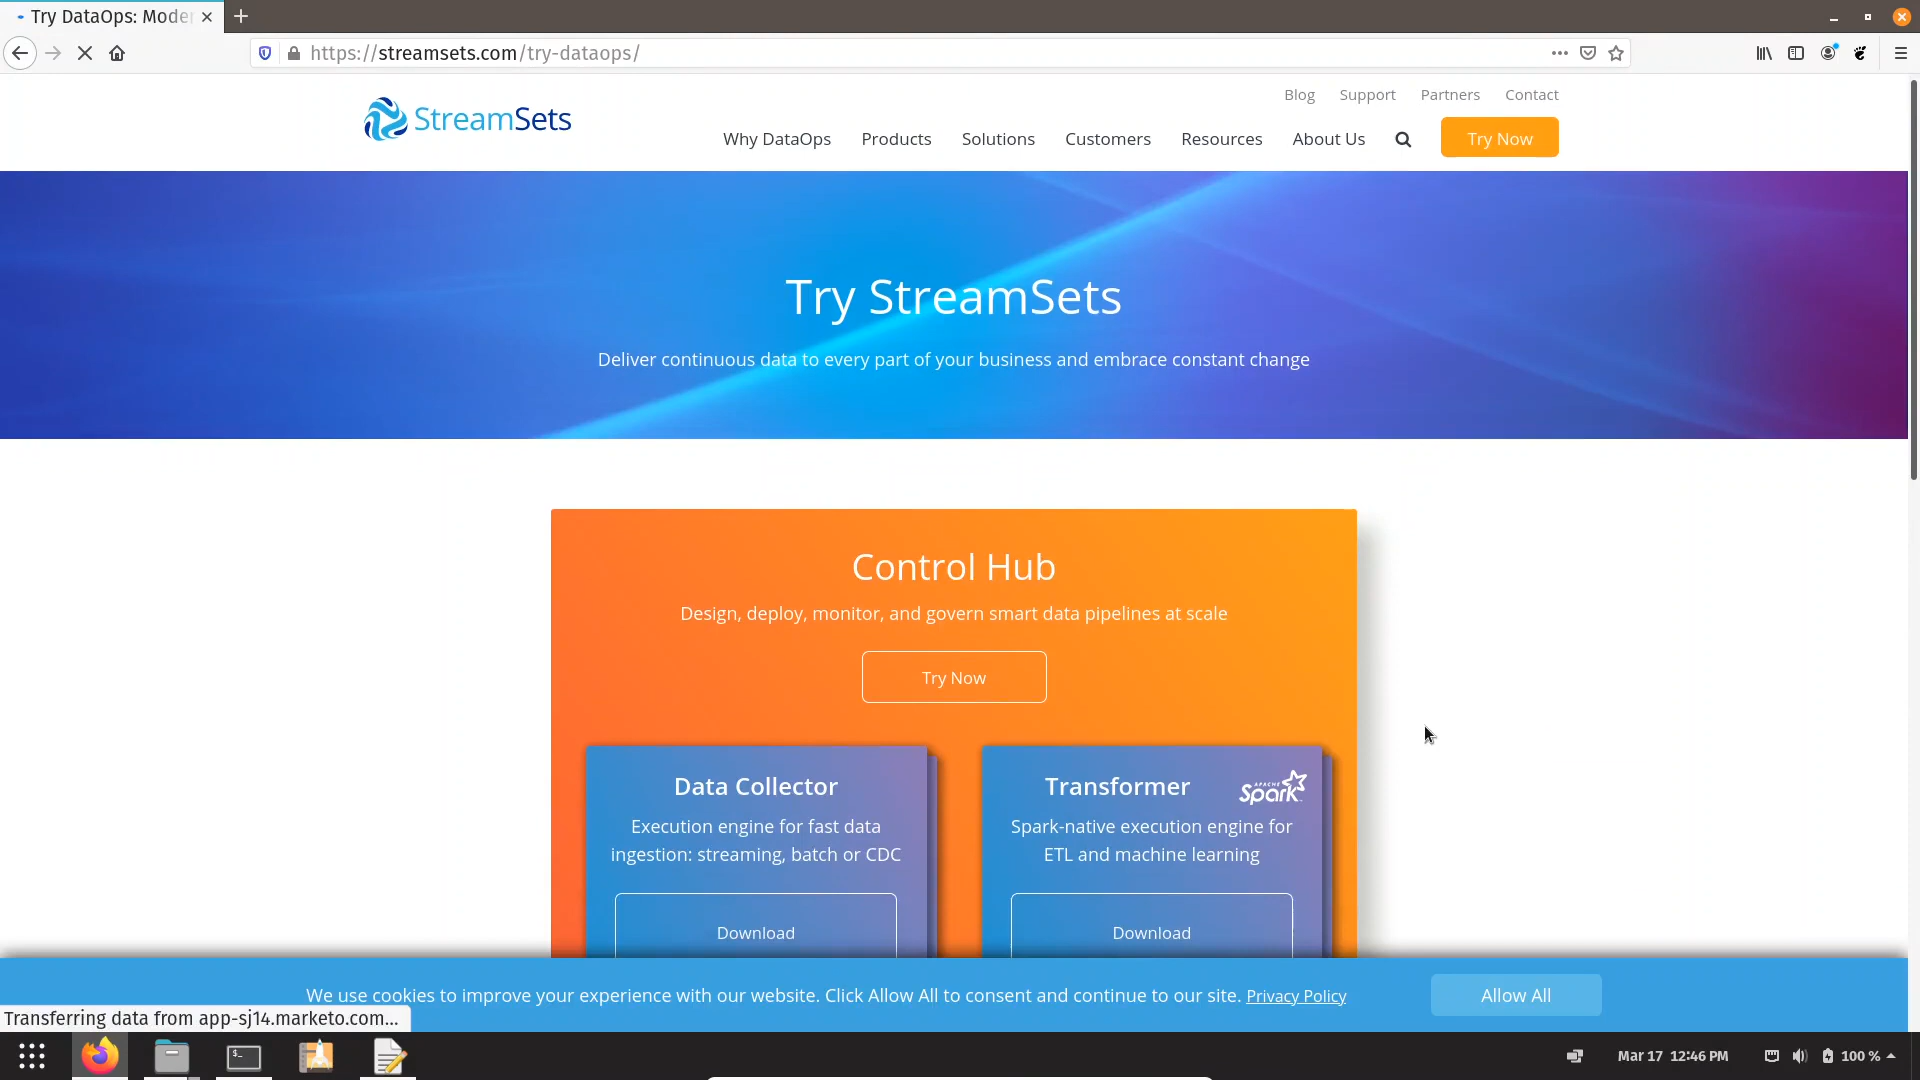 Try DataOps: Mode
https://streamsets.com/try-dataops/
Blog Support Partners Contact
StreamSets
Why DataOps Products Solutions Customers Resources About Us Try Now
Try StreamSets
Deliver continuous data to every part of your business and embrace constant change
Control Hub
Design, deploy, monitor, and govern smart data pipelines at scale
Try Now
Data Collector
Execution engine for fast data
ingestion: streaming, batch or CDC
Download
Transformer
APACHE
Spark
Spark-native execution engine for
ETL and machine learning
Download
We use cookies to improve your experience with our website. Click Allow All to consent and continue to our site. Privacy Policy
Allow All
Transferring data from app-sj14.marketo.com...
Mar 17 12:46 PM
100 %